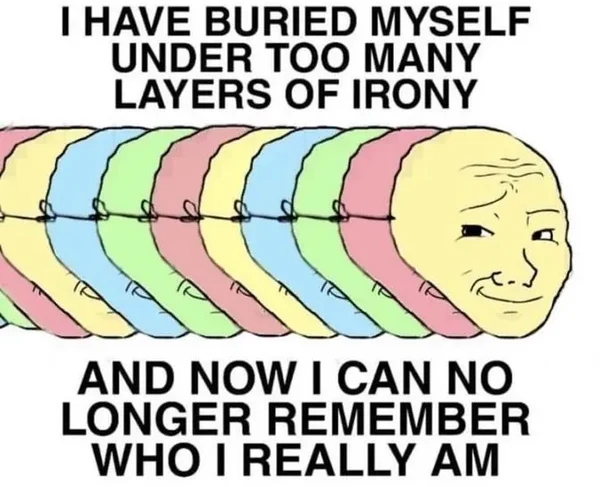 I HAVE BURIED MYSELF
UNDER TOO MANY
LAYERS OF IRONY
AND NOW I CAN NO
LONGER REMEMBER
WHO I REALLY AM